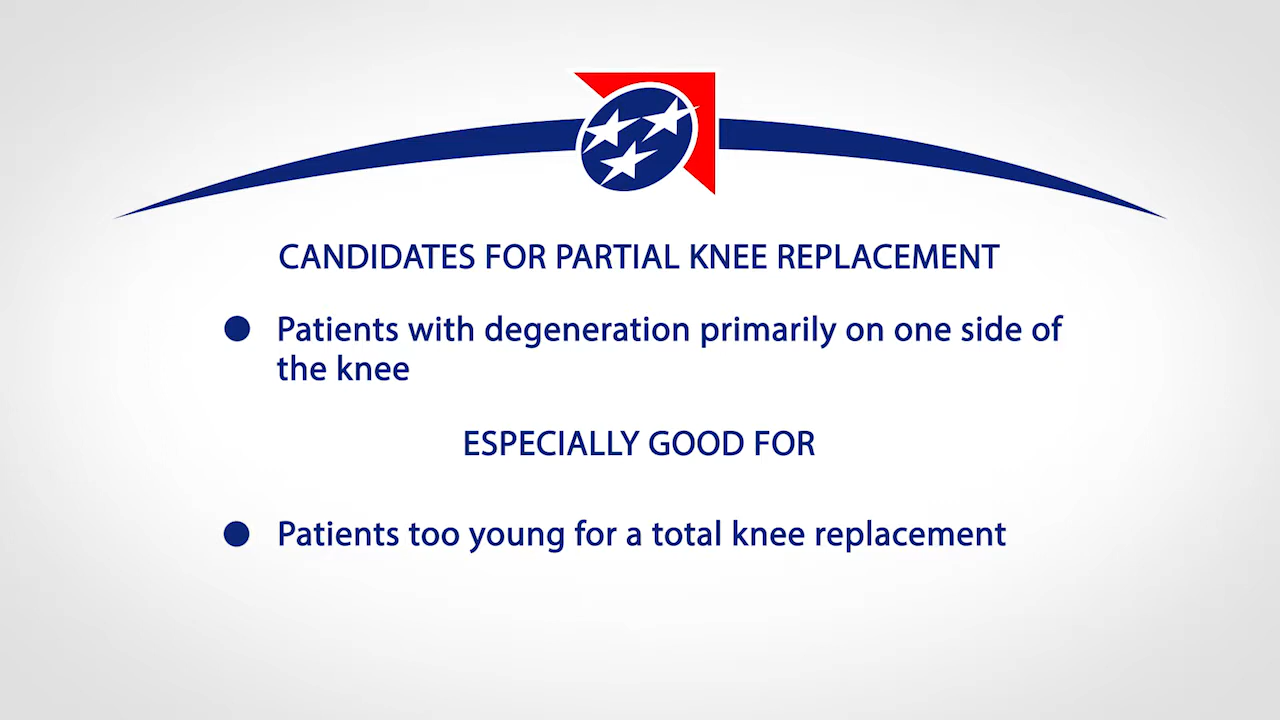 CANDIDATES FOR PARTIAL KNEE REPLACEMENT
Patients with degeneration primarily on one side of
the knee
ESPECIALLY GOOD FOR
Patients too young for a total knee replacement